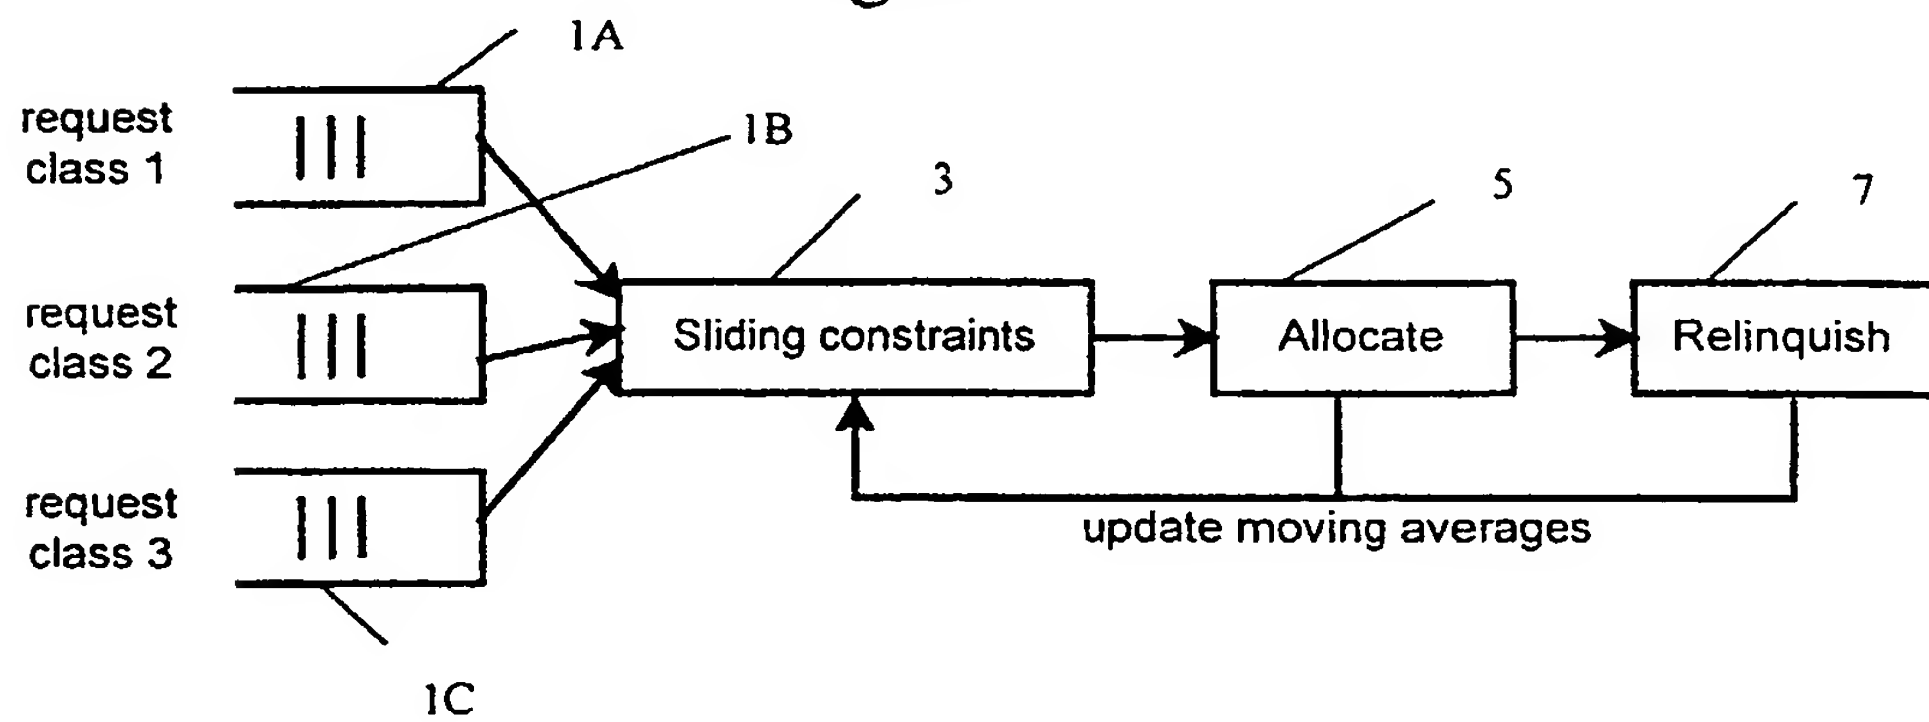 1A
request
class 1
1B
3
5
7
request
class 2
Sliding constraints
Allocate
Relinquish
request
class 3
update moving averages
1C